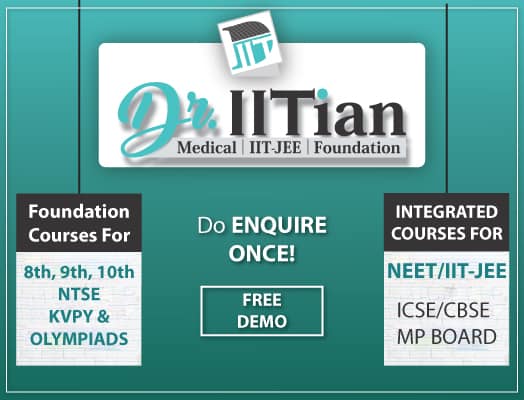 JIIT
Dr. IITian
Medical | IIT-JEE | Foundation
Foundation
Courses For
8th, 9th, 10th
NTSE
KVPY &
OLYMPIADS
Do ENQUIRE
ONCE!
FREE
DEMO
INTEGRATED
COURSES FOR
NEET/IIT-JEE
ICSE/CBSE
MP BOARD